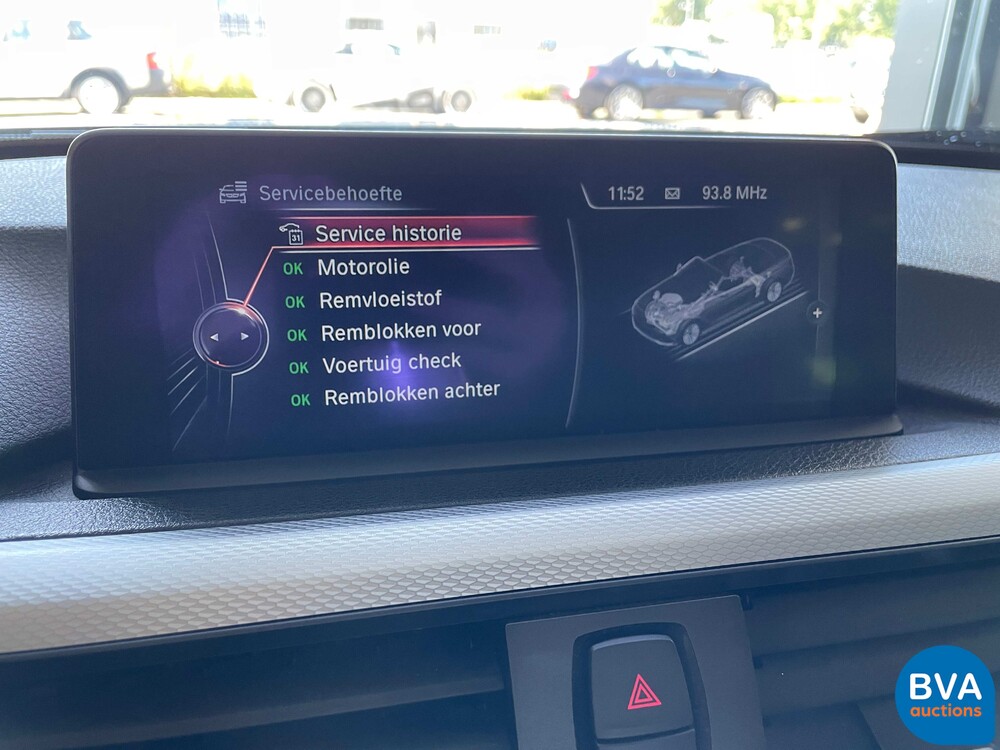 Servicebehoefte
11:52 93.8 MHz
31 Service historie
OK Motorolie
OK Remvloeistof
OK Remblokken voor
OK Voertuig check
OK Remblokken achter
BVA
auctions